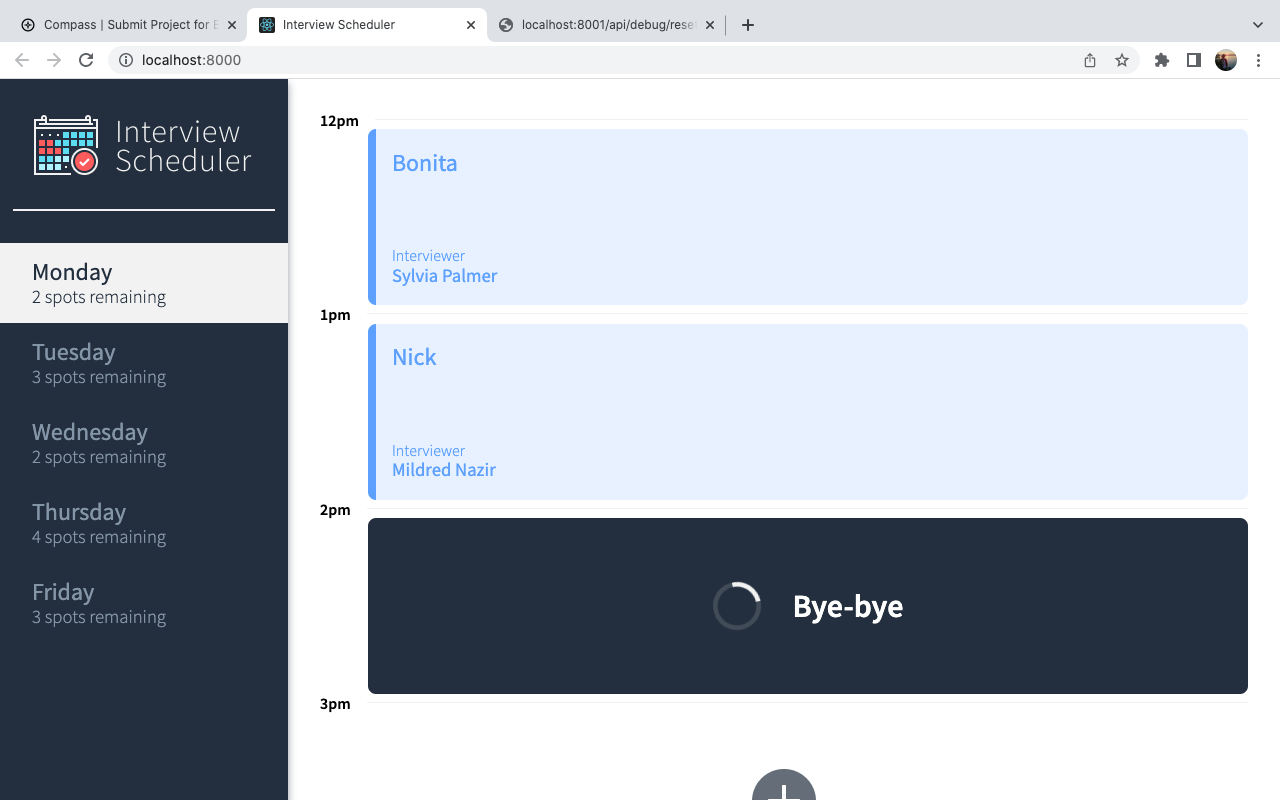 Compass | Submit Project for E
Interview Scheduler
localhost:8001/api/debug/rese
localhost:8000
Interview
Scheduler
Monday
2 spots remaining
Tuesday
3 spots remaining
Wednesday
2 spots remaining
Thursday
4 spots remaining
Friday
3 spots remaining
12pm
Bonita
Interviewer
Sylvia Palmer
1pm
Nick
Interviewer
Mildred Nazir
2pm
Bye-bye
3pm